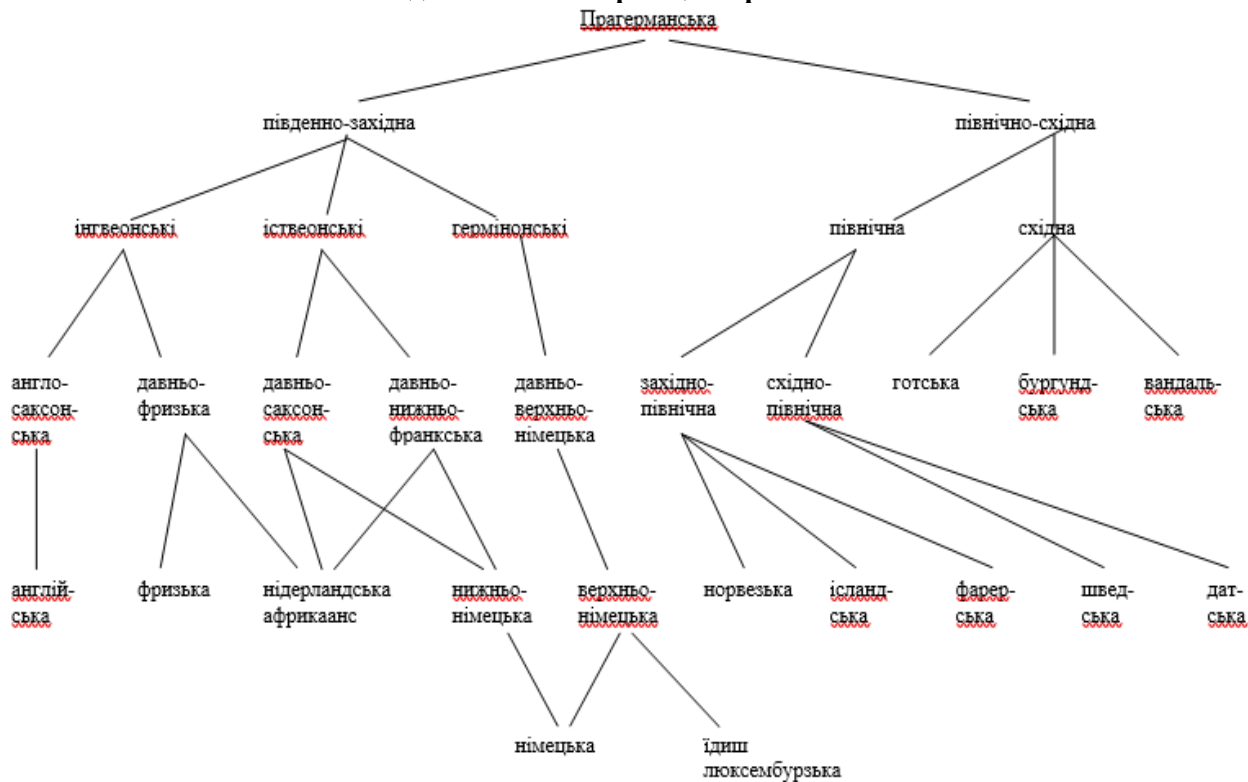 Прагерманська
південно-західна
північно-східна
інгвеонські
іствеонські
гермінонські
північна
східна
англо-
саксон-
ська
давньо-
фризька
давньо-
саксон-
ська
давньо-
нижньо-
франкська
давньо-
верхньо-
німецька
західно-
північна
східно-
північна
готська
бургунд-
ська
вандаль-
ська
англій-
ська
фризька
нідерландська
африкаанс
нижньо-
німецька
верхньо-
німецька
норвезька
ісланд-
ська
фарер-
ська
швед-
ська
дат-
ська
німецька
їдиш
люксембурзька